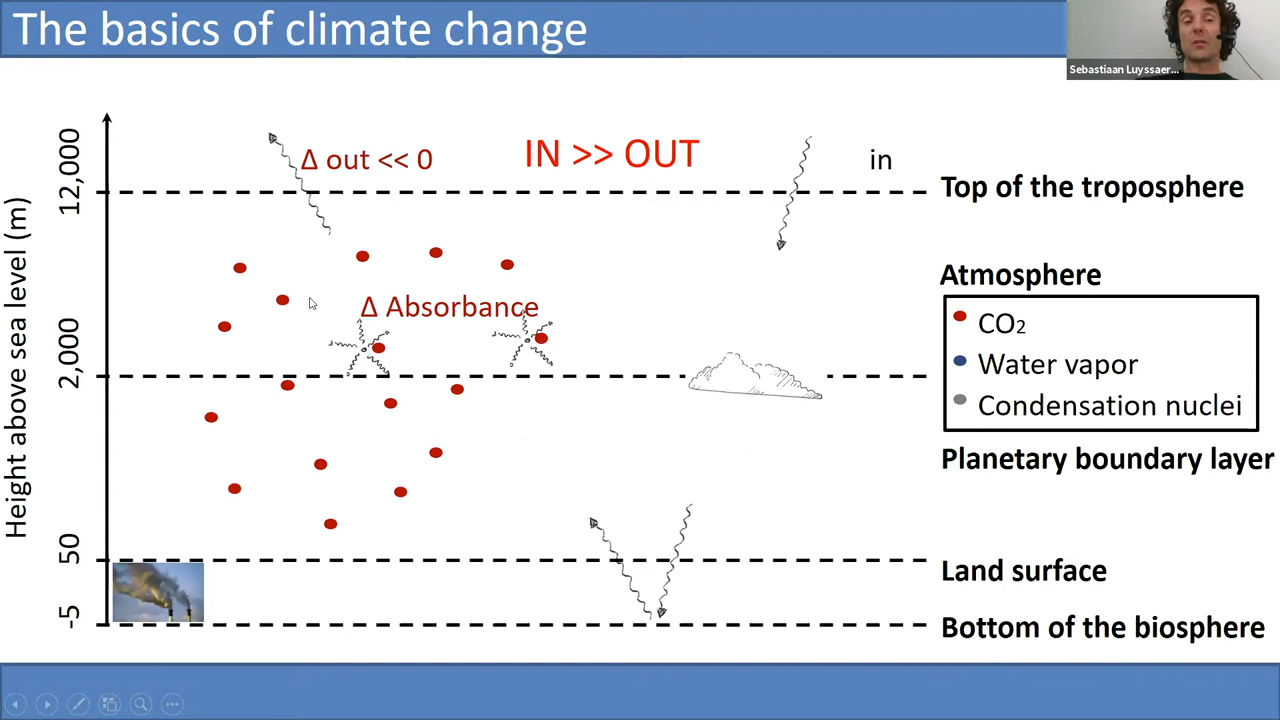 The basics of climate change
Sebastiaan Luyssaer...
Height above sea level (m)
12,000
2,000
50
-5
Δ out << 0
IN >> OUT
in
Top of the troposphere
Δ Absorbance
Atmosphere
CO₂
Water vapor
Condensation nuclei
Planetary boundary layer
Land surface
Bottom of the biosphere